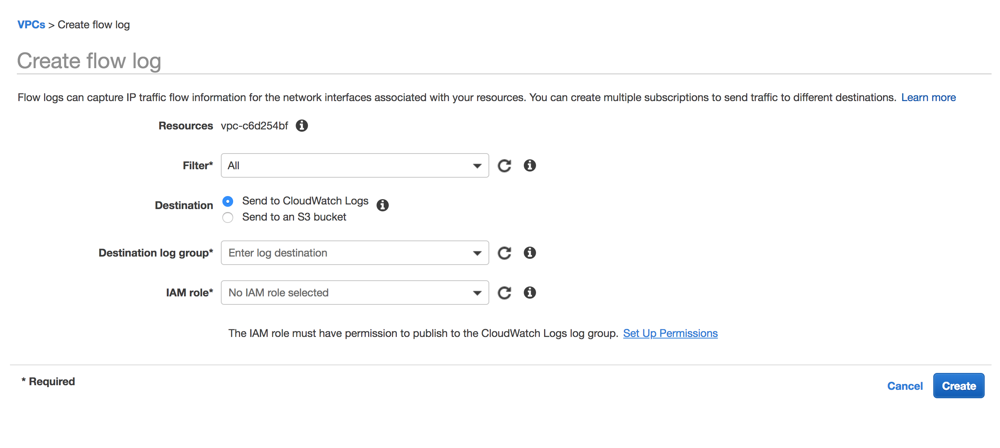 VPCs > Create flow log
Create flow log
Flow logs can capture IP traffic flow information for the network interfaces associated with your resources. You can create multiple subscriptions to send traffic to different destinations. Learn more
Resources vpc-c6d254bf
Filter* All
Destination Send to CloudWatch Logs
Send to an S3 bucket
Destination log group* Enter log destination
IAM role* No IAM role selected
The IAM role must have permission to publish to the CloudWatch Logs log group. Set Up Permissions
* Required
Cancel Create